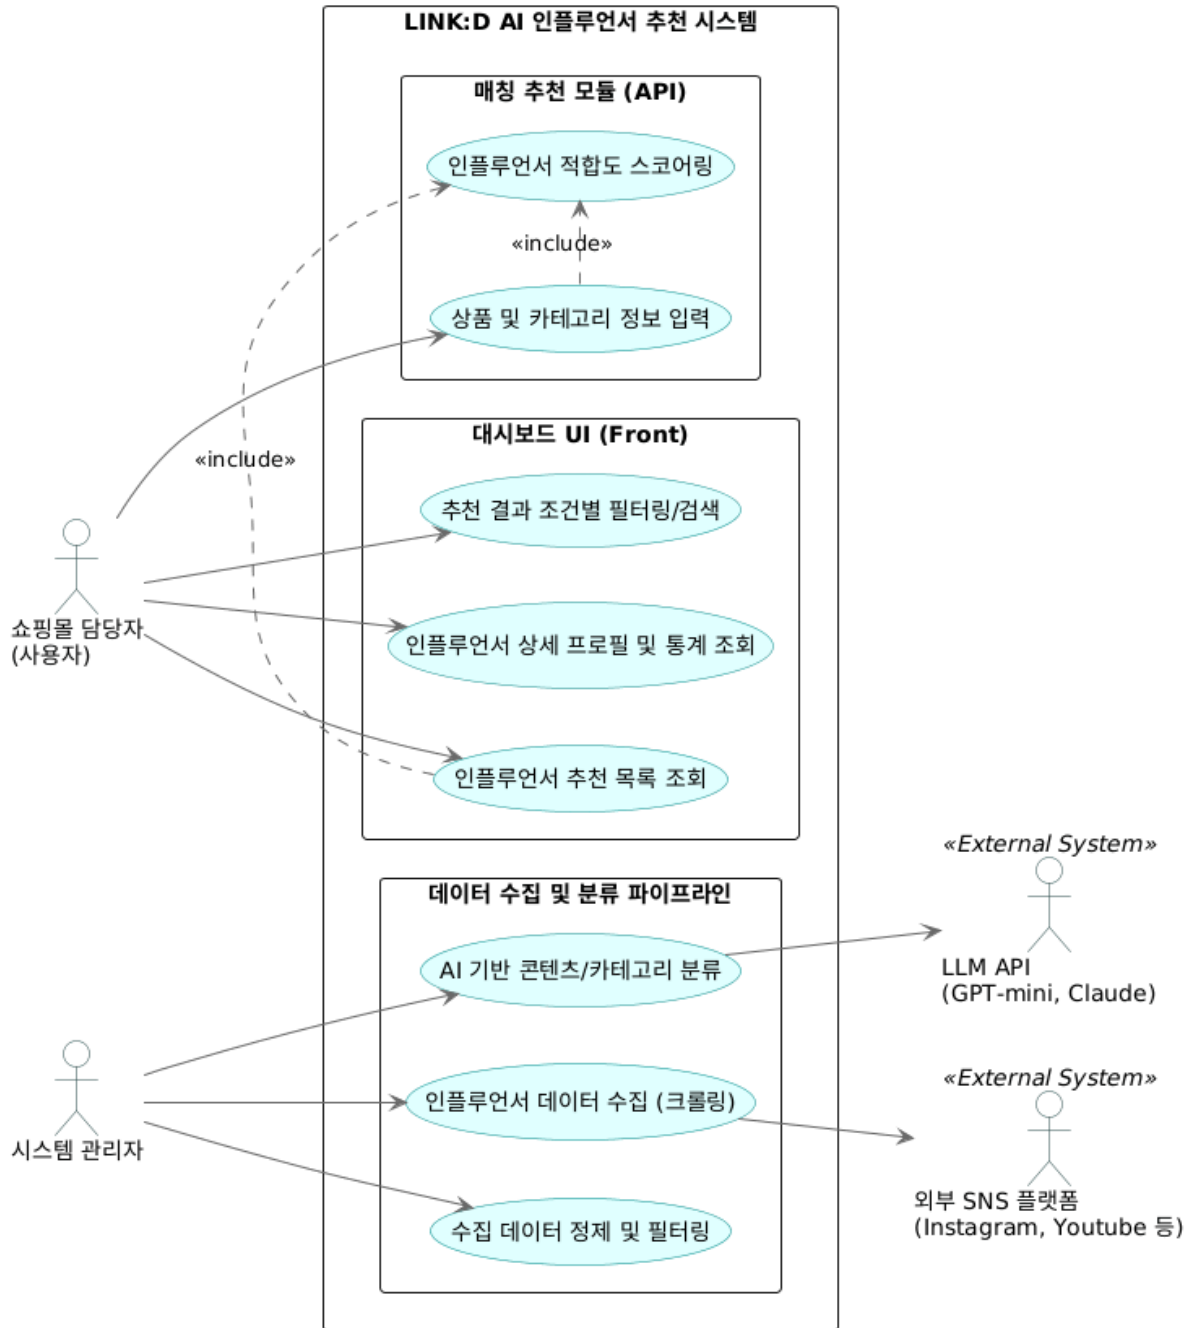 LINK:D AI 인플루언서 추천 시스템
매칭 추천 모듈 (API)
인플루언서 적합도 스코어링
«include»
상품 및 카테고리 정보 입력
대시보드 UI (Front)
«include»
추천 결과 조건별 필터링/검색
인플루언서 상세 프로필 및 통계 조회
인플루언서 추천 목록 조회
쇼핑몰 담당자
(사용자)
데이터 수집 및 분류 파이프라인
AI 기반 콘텐츠/카테고리 분류
인플루언서 데이터 수집 (크롤링)
수집 데이터 정제 및 필터링
시스템 관리자
«External System»
LLM API
(GPT-mini, Claude)
«External System»
외부 SNS 플랫폼
(Instagram, Youtube 등)